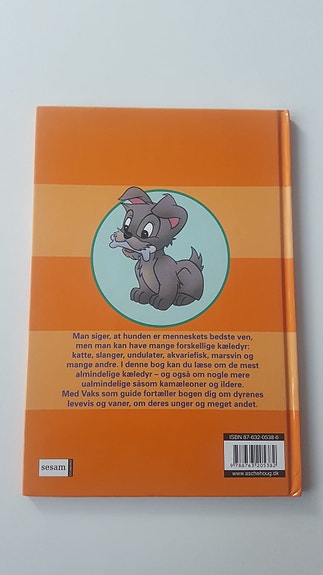 Man siger, at hunden er menneskets bedste ven,
men man kan have mange forskellige kæledyr:
katte, slanger, undulater, akvariefisk, marsvin og
mange andre. I denne bog kan du læse om de mest
almindelige kæledyr – og også om nogle mere
ualmindelige såsom kamæleoner og ildere.
Med Vaks som guide fortæller bogen dig om dyrenes
levevis og vaner, om deres unger og meget andet.
ISBN 87-632-0538-6
9 788763 205382
www.aschehoug.dk
sesam